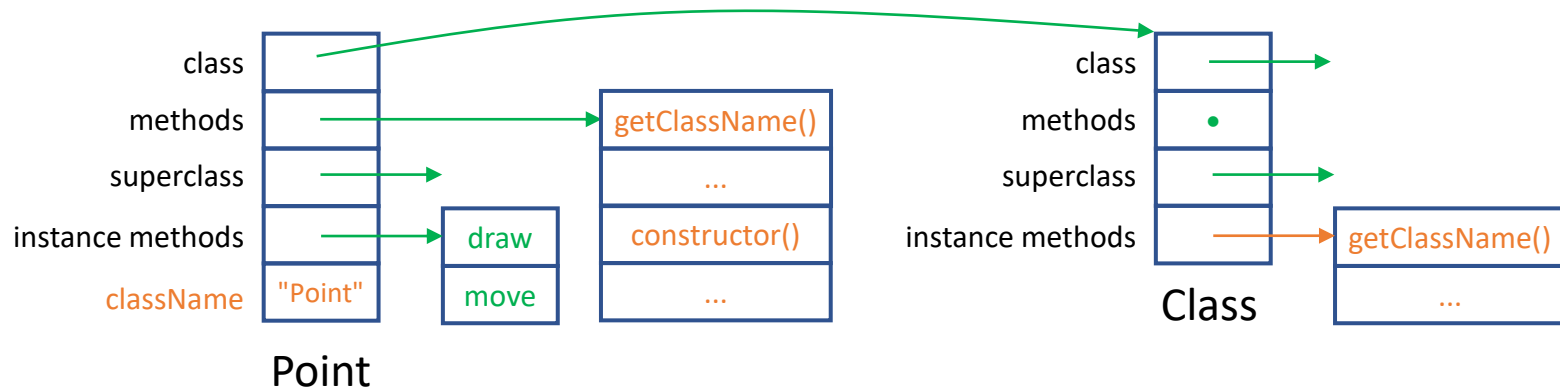 class
methods
superclass
instance methods
className
"Point"
draw
move
getClassName()
...
constructor()
...
Point
class
methods
superclass
instance methods
getClassName()
...
Class